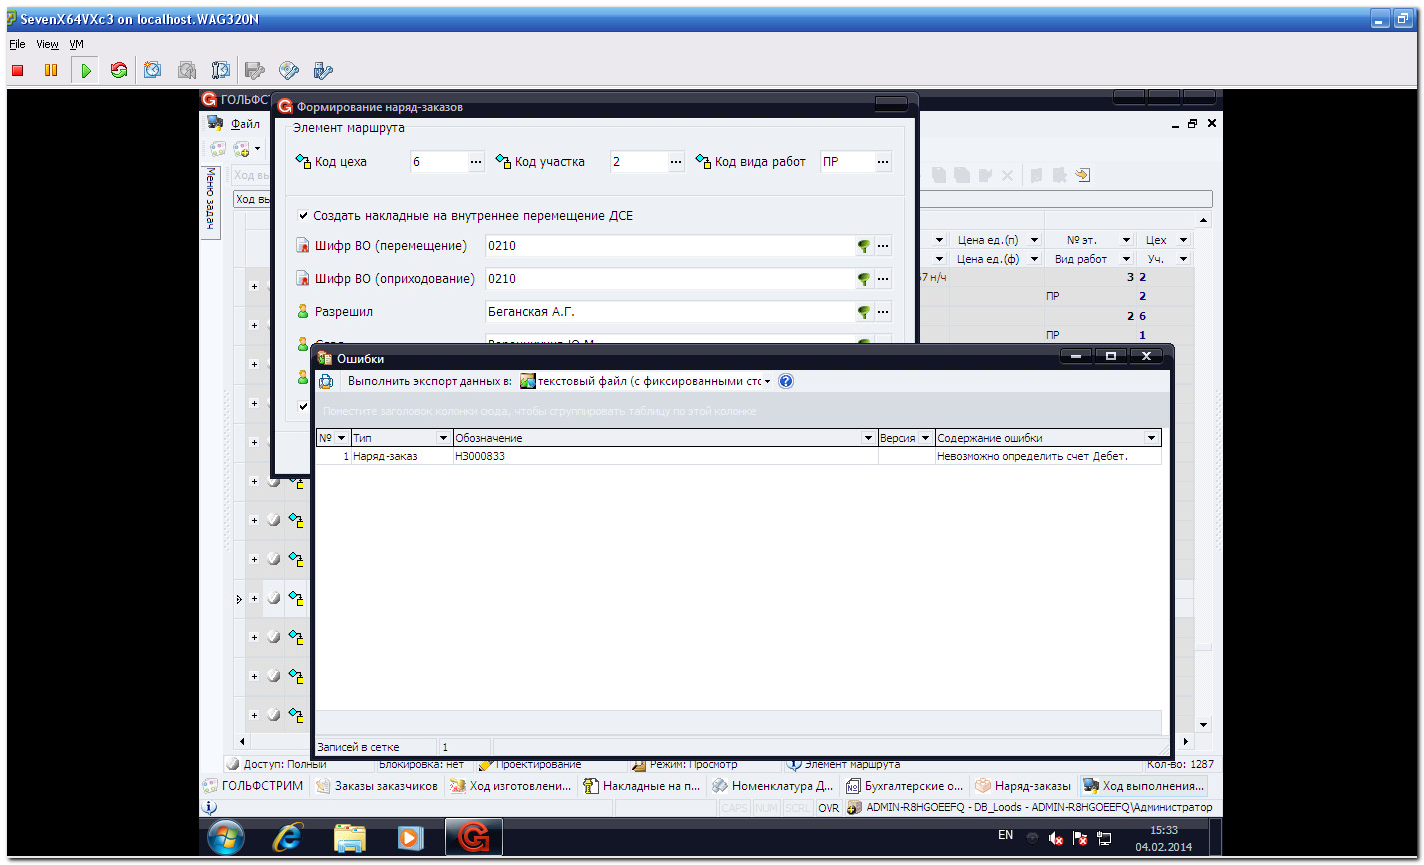 SevenX64VXc3 on localhost.WAG320N
File View VM
ГОЛЬФСТ
Формирование наряд-заказов
Файл
Элемент маршрута
Код цеха 6 ... Код участка 2 ... Код вида работ ПР ...
Меню задач
Ход вы
Ход вы
Создать накладные на внутреннее перемещение ДСЕ
Шифр ВО (перемещение) 0210 ...
Шифр ВО (оприходование) 0210 ...
Разрешил Беганская А.Г. ...
Цена ед.(п) № эт. Цех
Цена ед.(ф) Вид работ Уч.
57 н/ч 3 2
ПР 2
2 6
ПР 1
Ошибки
Выполнить экспорт данных в: текстовый файл (с фиксированными стс
Поместите заголовок колонки сюда, чтобы сгруппировать таблицу по этой колонке
№ Тип Обозначение Версия Содержание ошибки
1 Наряд-заказ НЗ000833 Невозможно определить счет Дебет.
Записей в сетке 1
Доступ: Полный Блокировка: нет Проектирование Режим: Просмотр Элемент маршрута Кол-во: 1287
ГОЛЬФСТРИМ Заказы заказчиков Ход изготовлени... Накладные на п... Номенклатура Д... Бухгалтерские о... Наряд-заказы Ход выполнения...
CAPS NUM SCRL OVR ADMIN-R8HGOEEFQ - DB_Loods - ADMIN-R8HGOEEFQ\Администратор
EN 15:33
04.02.2014